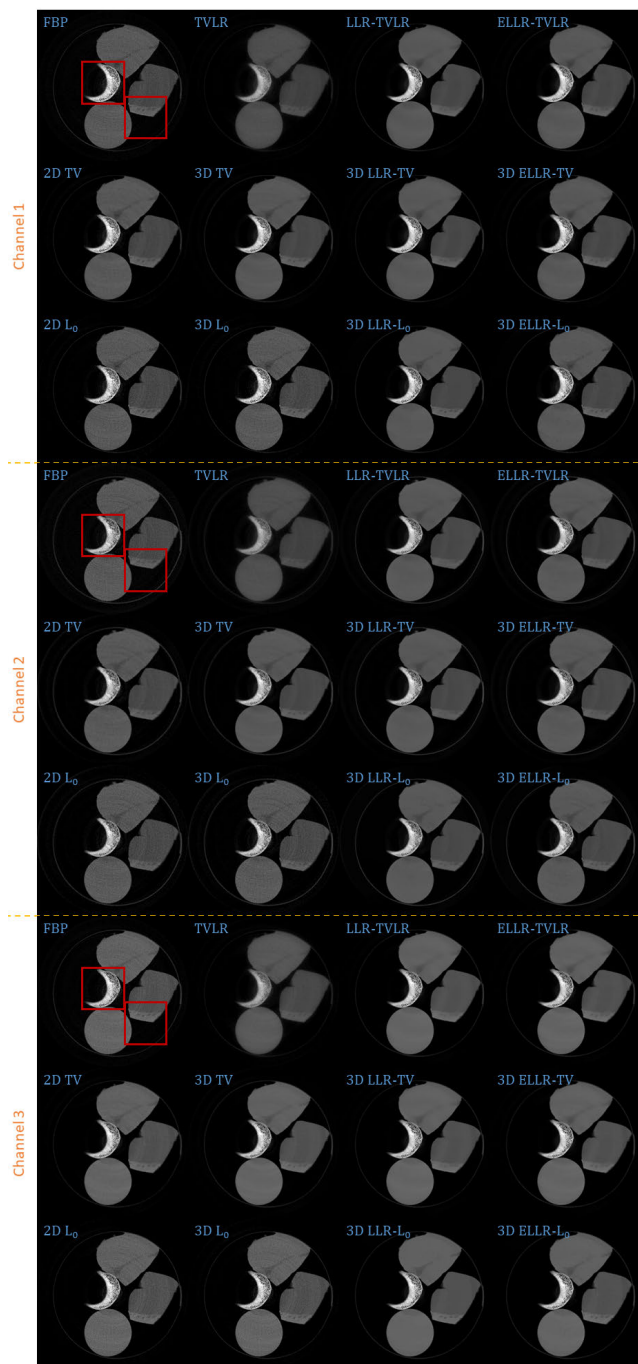 Channel 1
FBP TVLR LLR-TVLR ELLR-TVLR
2D TV 3D TV 3D LLR-TV 3D ELLR-TV
2D L₀ 3D L₀ 3D LLR-L₀ 3D ELLR-L₀
Channel 2
FBP TVLR LLR-TVLR ELLR-TVLR
2D TV 3D TV 3D LLR-TV 3D ELLR-TV
2D L₀ 3D L₀ 3D LLR-L₀ 3D ELLR-L₀
Channel 3
FBP TVLR LLR-TVLR ELLR-TVLR
2D TV 3D TV 3D LLR-TV 3D ELLR-TV
2D L₀ 3D L₀ 3D LLR-L₀ 3D ELLR-L₀